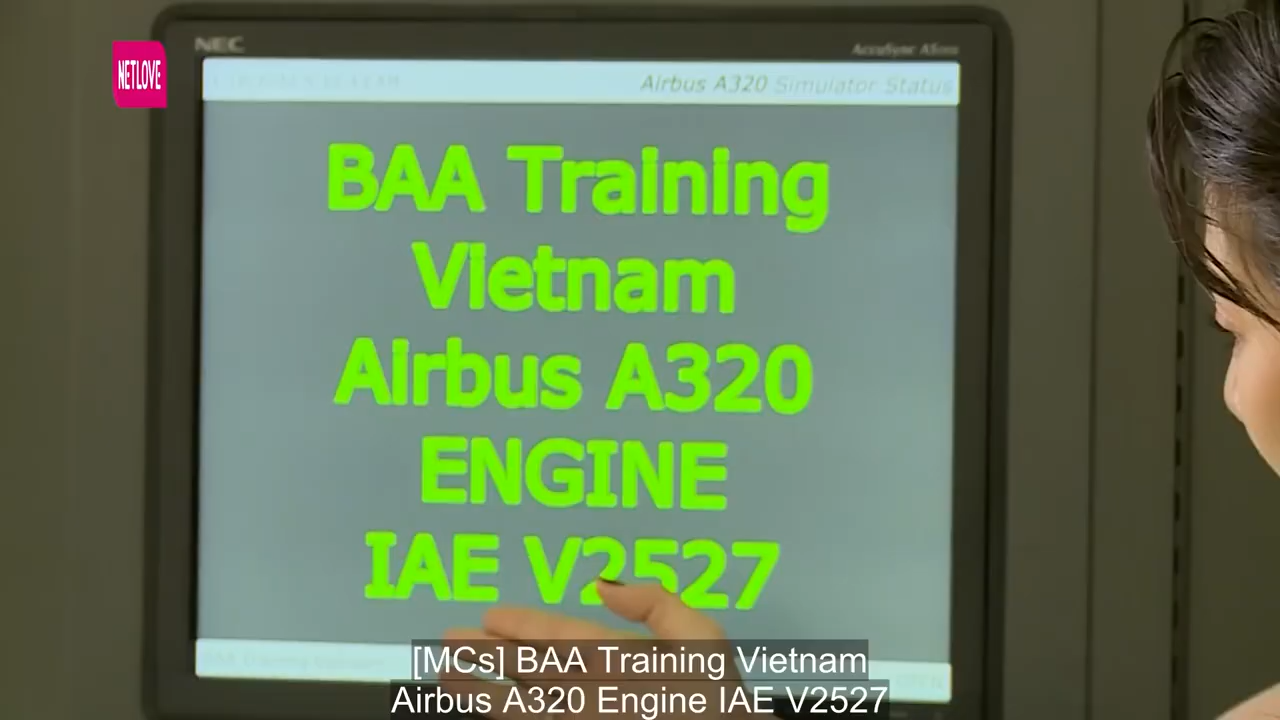 NEC
AccuSync
NETLOVE
Airbus A320 Simulator Status
BAA Training
Vietnam
Airbus A320
ENGINE
IAE V2527
[MCs] BAA Training Vietnam
Airbus A320 Engine IAE V2527